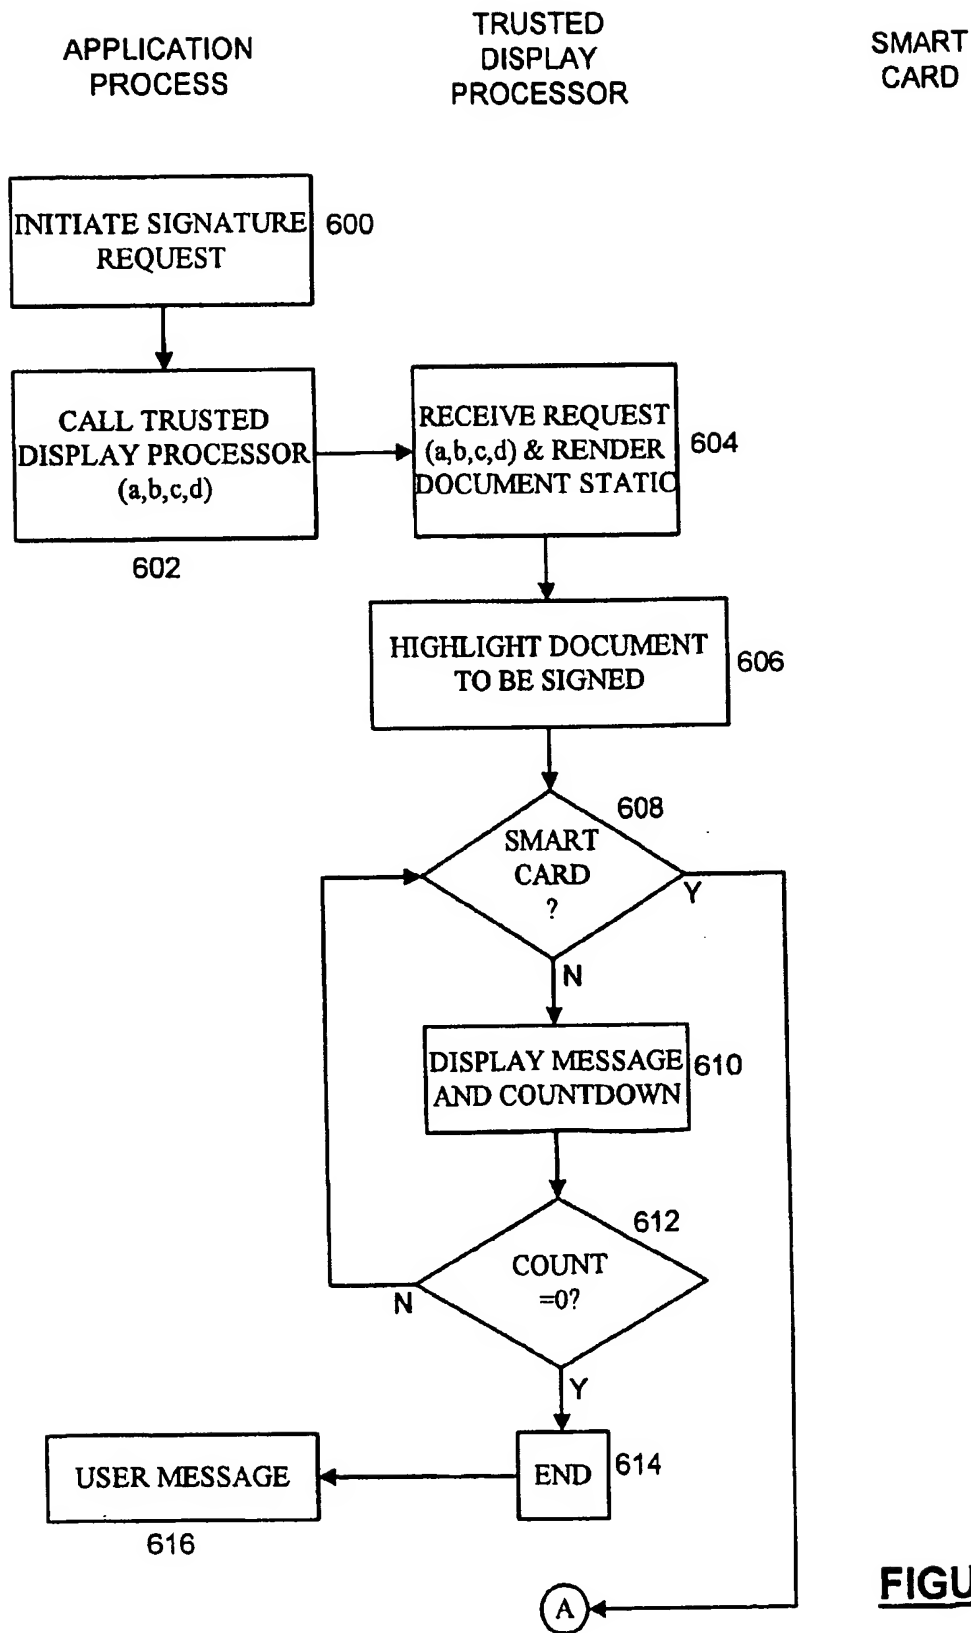 APPLICATION
PROCESS
TRUSTED
DISPLAY
PROCESSOR
SMART
CARD
INITIATE SIGNATURE
REQUEST
600
CALL TRUSTED
DISPLAY PROCESSOR
(a,b,c,d)
602
RECEIVE REQUEST
(a,b,c,d) & RENDER
DOCUMENT STATIC
604
HIGHLIGHT DOCUMENT
TO BE SIGNED
606
608
SMART
CARD
?
Y
N
DISPLAY MESSAGE
AND COUNTDOWN
610
612
COUNT
=0?
N
Y
END
614
USER MESSAGE
616
A
FIGU